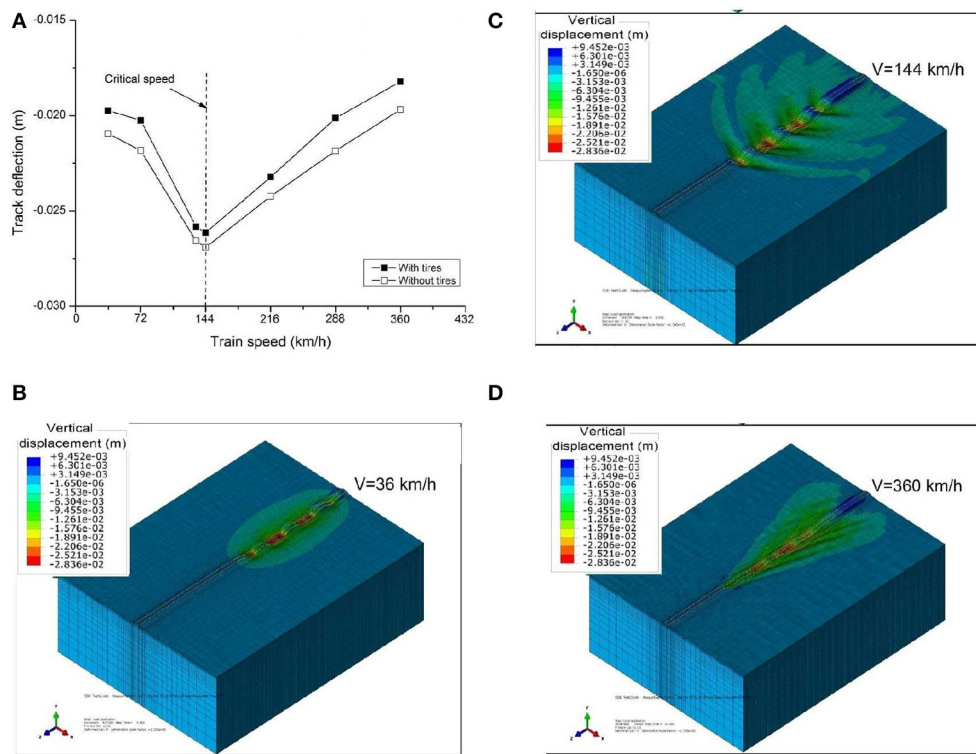 A
-0.015
-0.020
-0.025
-0.030
Track deflection (m)
Critical speed
With tires
Without tires
0 72 144 216 288 360 432
Train speed (km/h)
B
Vertical
displacement (m)
+9.452e-03
+6.301e-03
+3.149e-03
-1.650e-06
-3.153e-03
-6.304e-03
-9.455e-03
-1.261e-02
-1.576e-02
-1.891e-02
-2.206e-02
-2.521e-02
-2.836e-02
V=36 km/h
C
Vertical
displacement (m)
+9.452e-03
+6.301e-03
+3.149e-03
-1.650e-06
-3.153e-03
-6.304e-03
-9.455e-03
-1.261e-02
-1.576e-02
-1.891e-02
-2.206e-02
-2.521e-02
-2.836e-02
V=144 km/h
D
Vertical
displacement (m)
+9.452e-03
+6.301e-03
+3.149e-03
-1.650e-06
-3.153e-03
-6.304e-03
-9.455e-03
-1.261e-02
-1.576e-02
-1.891e-02
-2.206e-02
-2.521e-02
-2.836e-02
V=360 km/h